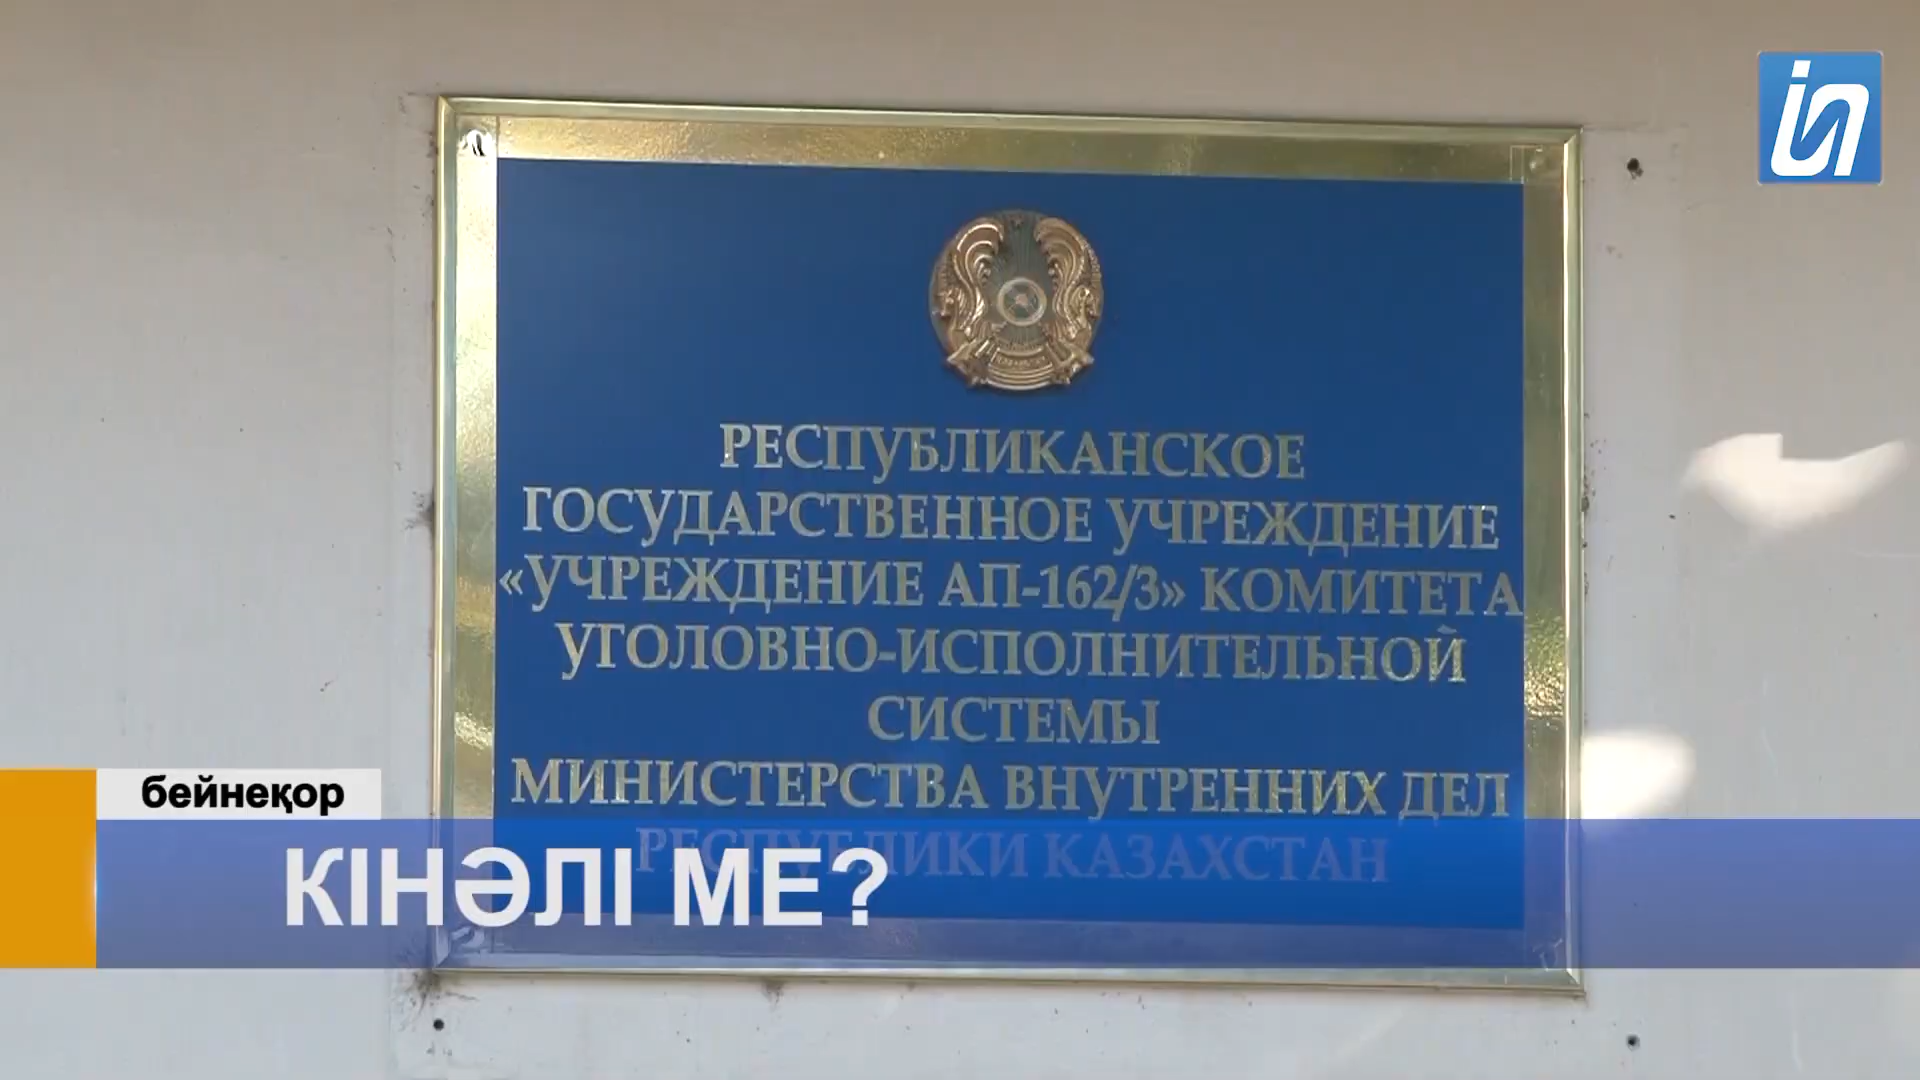 РЕСПУБЛИКАНСКОЕ
ГОСУДАРСТВЕННОЕ УЧРЕЖДЕНИЕ
«УЧРЕЖДЕНИЕ АП-162/3» КОМИТЕТА
УГОЛОВНО-ИСПОЛНИТЕЛЬНОЙ
СИСТЕМЫ
МИНИСТЕРСТВА ВНУТРЕННИХ ДЕЛ
РЕСПУБЛИКИ КАЗАХСТАН
бейнеқор
КІНӘЛІ МЕ?